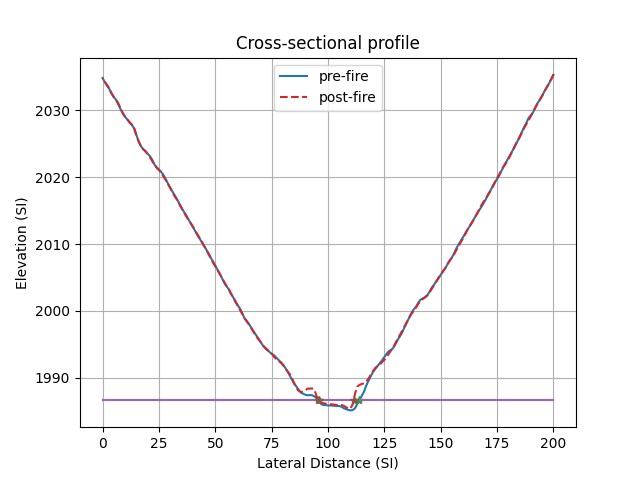 Cross-sectional profile
pre-fire
post-fire
Elevation (SI)
2030
2020
2010
2000
1990
0 25 50 75 100 125 150 175 200
Lateral Distance (SI)